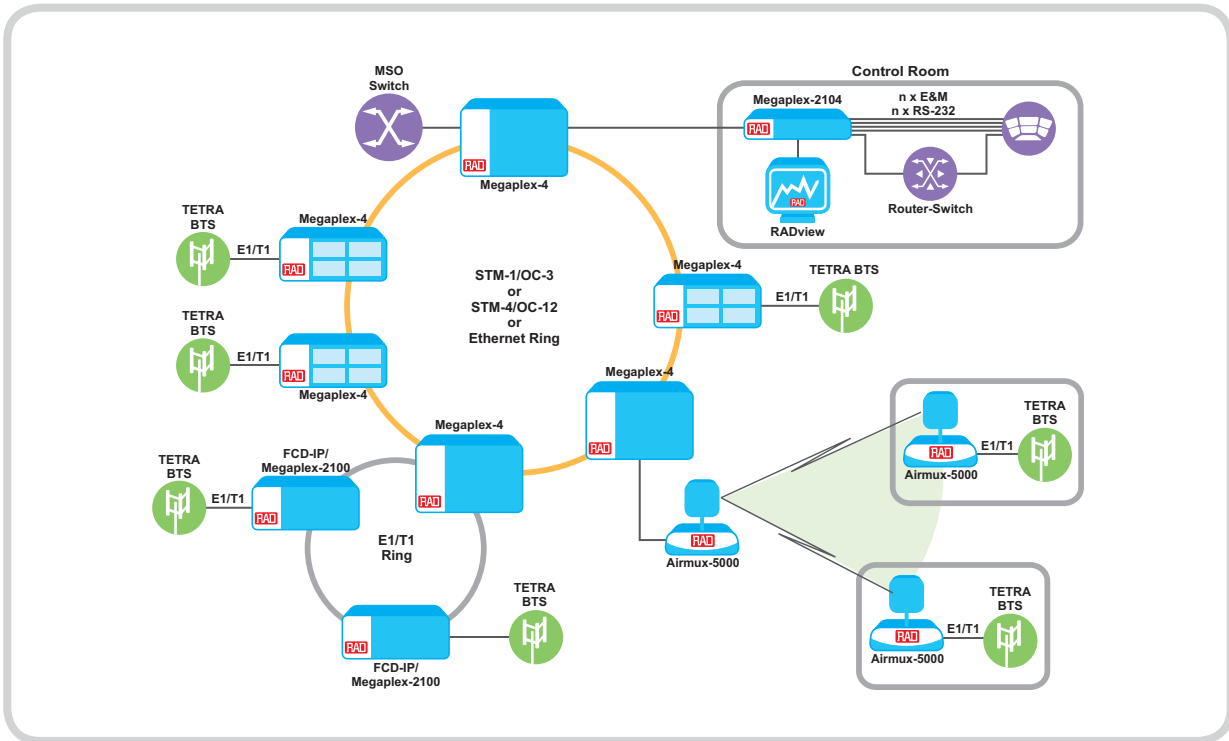 MSO
Switch
RAD
Megaplex-4
Control Room
Megaplex-2104
RAD
n x E&M
n x RS-232
RAD
RADview
Router-Switch
TETRA
BTS
E1/T1
Megaplex-4
RAD
TETRA
BTS
E1/T1
RAD
Megaplex-4
STM-1/OC-3
or
STM-4/OC-12
or
Ethernet Ring
Megaplex-4
RAD
E1/T1
TETRA BTS
Megaplex-4
RAD
Megaplex-4
RAD
TETRA
BTS
E1/T1
FCD-IP/
Megaplex-2100
RAD
E1/T1
Ring
RAD
FCD-IP/
Megaplex-2100
TETRA
BTS
RAD
Airmux-5000
RAD
Airmux-5000
E1/T1
TETRA
BTS
RAD
Airmux-5000
E1/T1
TETRA
BTS